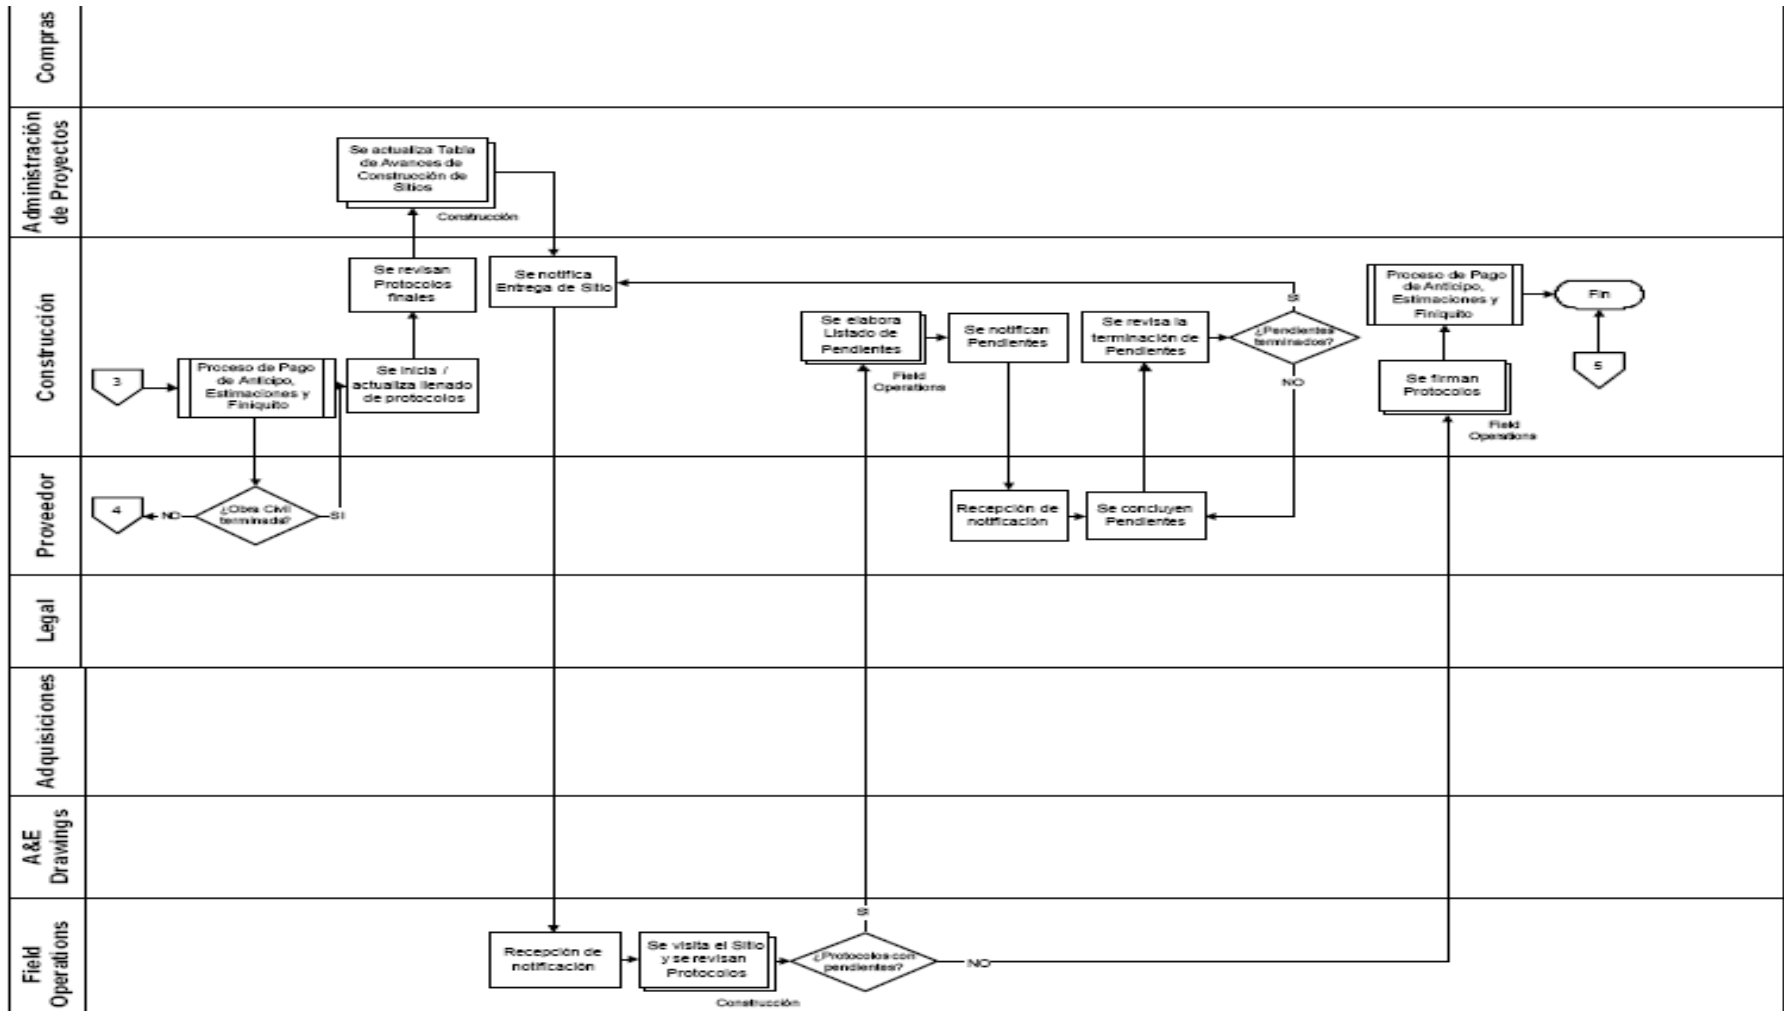 Compras
Administración
de Proyectos
Se actualiza Tabla
de Avances de
Construcción de
Sitios
Construcción
Construcción
3
Proceso de Pago
de Anticipo,
Estimaciones y
Finiquito
Se inicia /
actualiza llenado
de protocolos
Se revisan
Protocolos
finales
Se notifica
Entrega de Sitio
Se elabora
Listado de
Pendientes
Field
Operations
Se notifican
Pendientes
Se revisa la
terminación de
Pendientes
SI
¿Pendientes
terminados?
NO
Proceso de Pago
de Anticipo,
Estimaciones y
Finiquito
Se firman
Protocolos
Field
Operations
Fin
5
Proveedor
4
NO
¿Obra Civil
terminada?
SI
Recepción de
notificación
Se concluyen
Pendientes
Legal
Adquisiciones
A&E
Drawings
Field
Operations
Recepción de
notificación
Se visita el Sitio
y se revisan
Protocolos
Construcción
SI
¿Protocolos con
pendientes?
NO